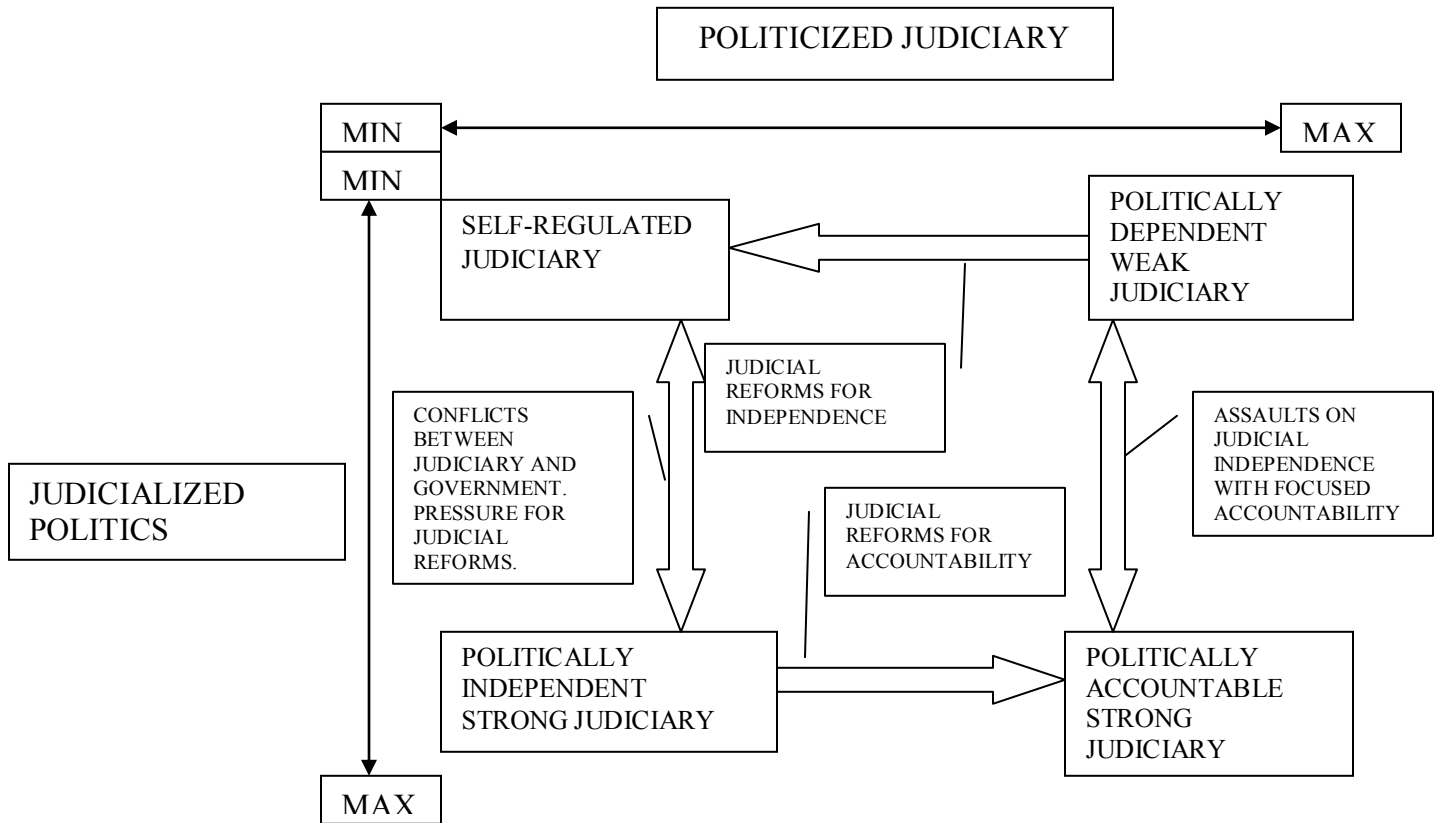 POLITICIZED JUDICIARY
MIN
MAX
MIN
SELF-REGULATED
JUDICIARY
POLITICALLY
DEPENDENT
WEAK
JUDICIARY
JUDICIAL
REFORMS FOR
INDEPENDENCE
CONFLICTS
BETWEEN
JUDICIARY AND
GOVERNMENT.
PRESSURE FOR
JUDICIAL
REFORMS.
ASSAULTS ON
JUDICIAL
INDEPENDENCE
WITH FOCUSED
ACCOUNTABILITY
JUDICIALIZED
POLITICS
JUDICIAL
REFORMS FOR
ACCOUNTABILITY
POLITICALLY
INDEPENDENT
STRONG JUDICIARY
POLITICALLY
ACCOUNTABLE
STRONG
JUDICIARY
MAX